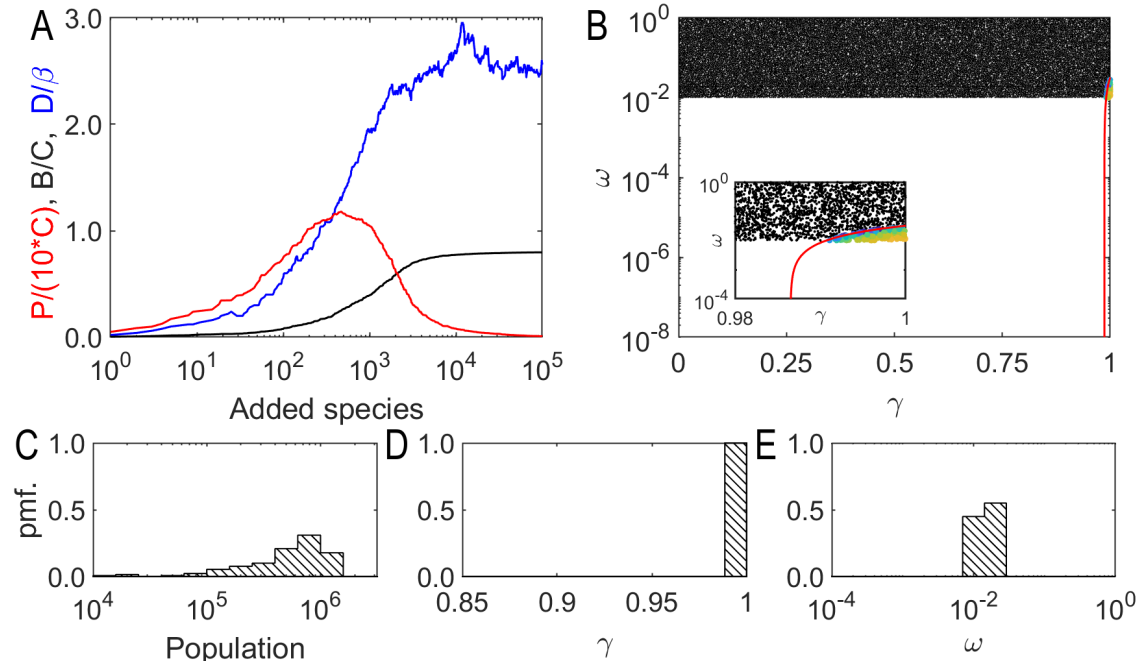 A
P/(10*C), B/C, D/β
3.0
2.0
1.0
0.0
10^0 10^1 10^2 10^3 10^4 10^5
Added species
B
ω
10^0
10^-2
10^-4
10^-6
10^-8
0 0.25 0.5 0.75 1
γ
10^0
ω
10^-4
0.98 γ 1
C
pmf.
1.0
0.5
0.0
10^4 10^5 10^6
Population
D
1.0
0.5
0.0
0.85 0.9 0.95 1
γ
E
1.0
0.5
0.0
10^-4 10^-2 10^0
ω